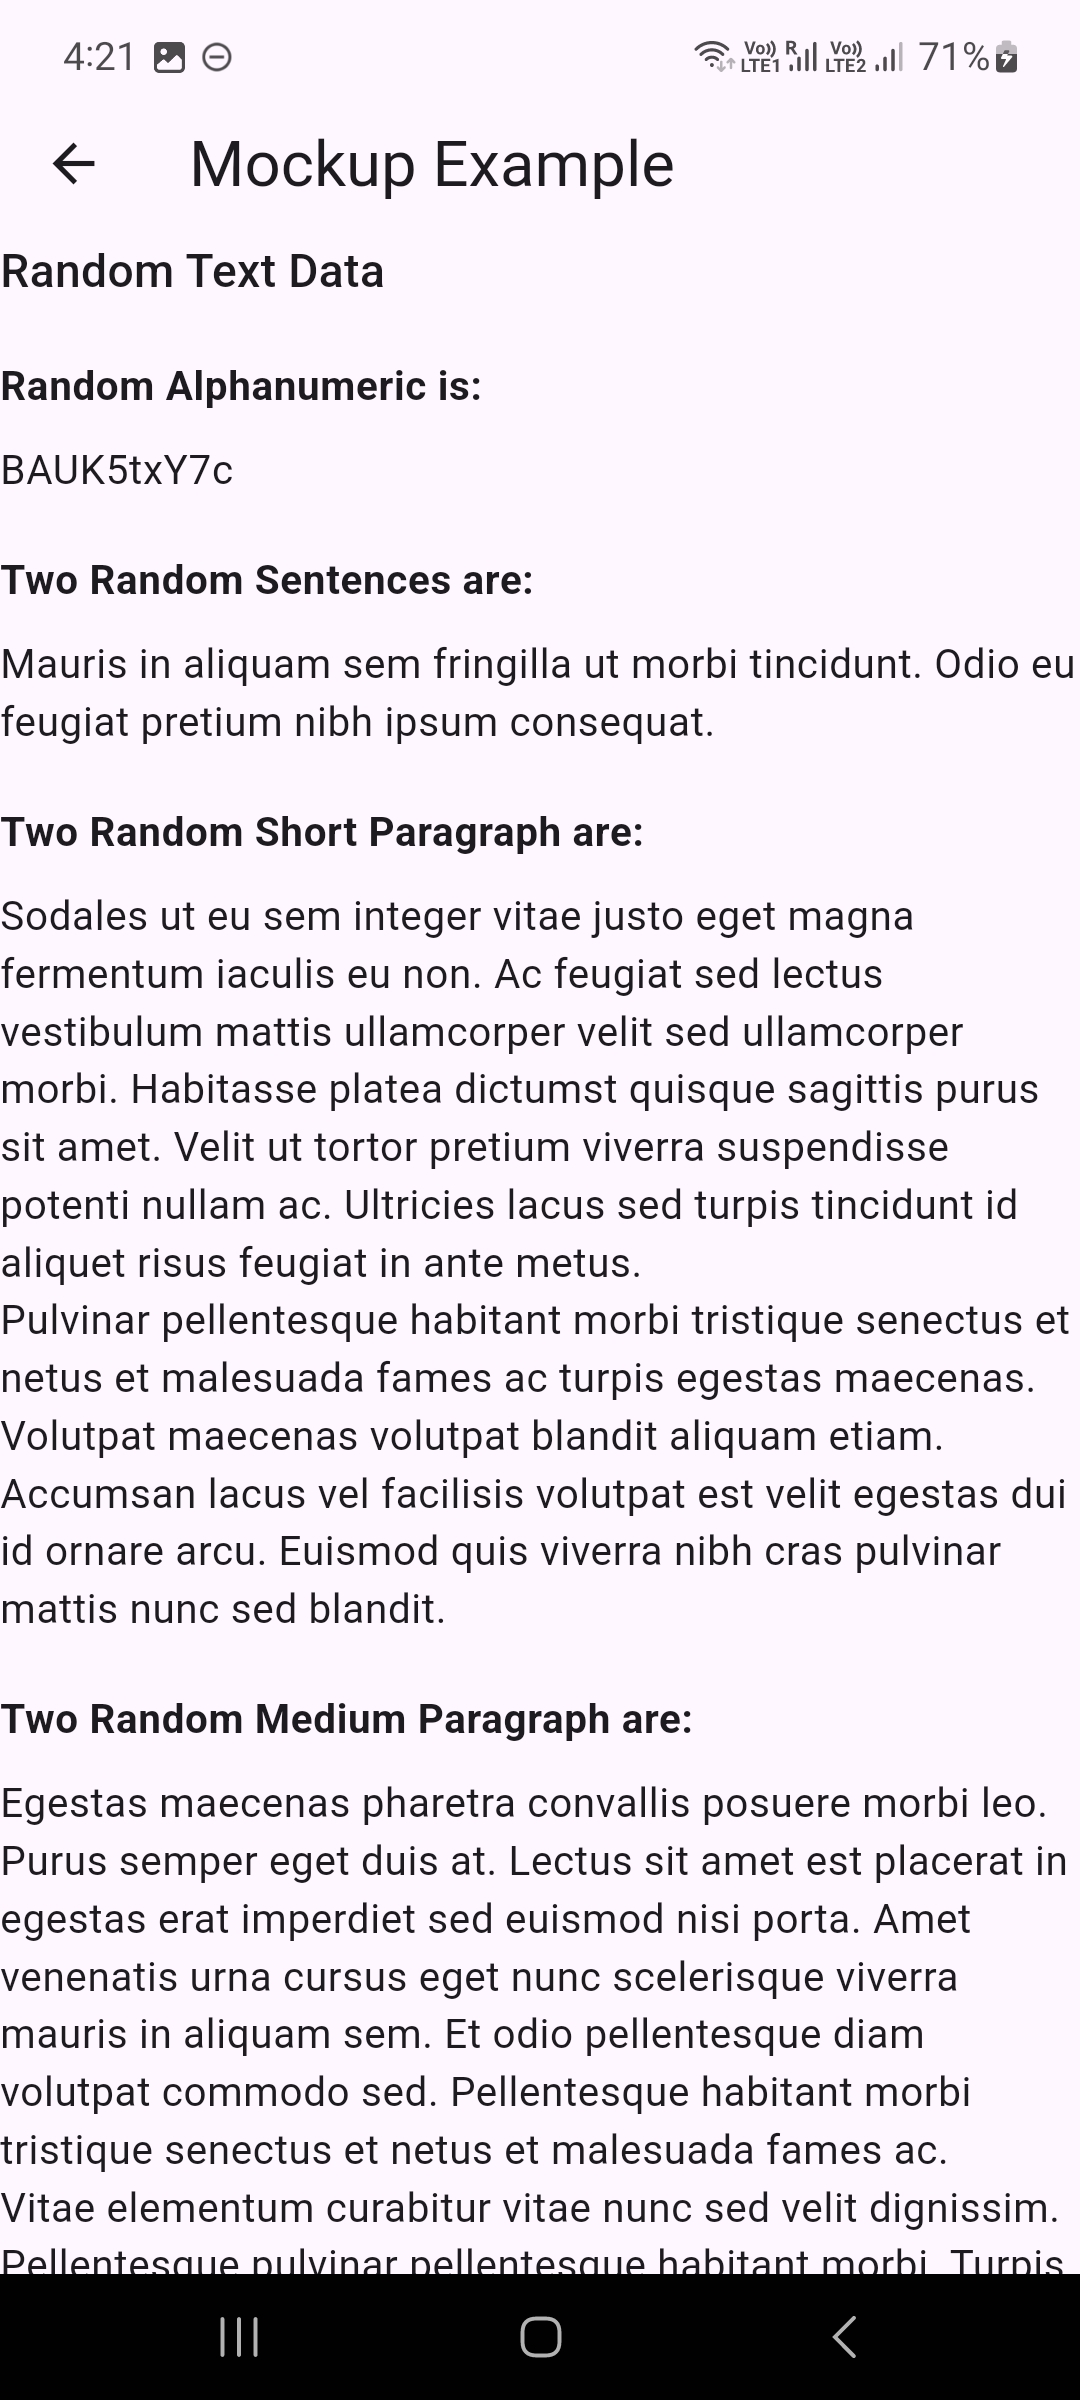 4:21
Vo)) R Vo)) 71%
LTE1 LTE2
Mockup Example
Random Text Data
Random Alphanumeric is:
BAUK5txY7c
Two Random Sentences are:
Mauris in aliquam sem fringilla ut morbi tincidunt. Odio eu
feugiat pretium nibh ipsum consequat.
Two Random Short Paragraph are:
Sodales ut eu sem integer vitae justo eget magna
fermentum iaculis eu non. Ac feugiat sed lectus
vestibulum mattis ullamcorper velit sed ullamcorper
morbi. Habitasse platea dictumst quisque sagittis purus
sit amet. Velit ut tortor pretium viverra suspendisse
potenti nullam ac. Ultricies lacus sed turpis tincidunt id
aliquet risus feugiat in ante metus.
Pulvinar pellentesque habitant morbi tristique senectus et
netus et malesuada fames ac turpis egestas maecenas.
Volutpat maecenas volutpat blandit aliquam etiam.
Accumsan lacus vel facilisis volutpat est velit egestas dui
id ornare arcu. Euismod quis viverra nibh cras pulvinar
mattis nunc sed blandit.
Two Random Medium Paragraph are:
Egestas maecenas pharetra convallis posuere morbi leo.
Purus semper eget duis at. Lectus sit amet est placerat in
egestas erat imperdiet sed euismod nisi porta. Amet
venenatis urna cursus eget nunc scelerisque viverra
mauris in aliquam sem. Et odio pellentesque diam
volutpat commodo sed. Pellentesque habitant morbi
tristique senectus et netus et malesuada fames ac.
Vitae elementum curabitur vitae nunc sed velit dignissim.
Pellentesque pulvinar pellentesque habitant morbi. Turpis